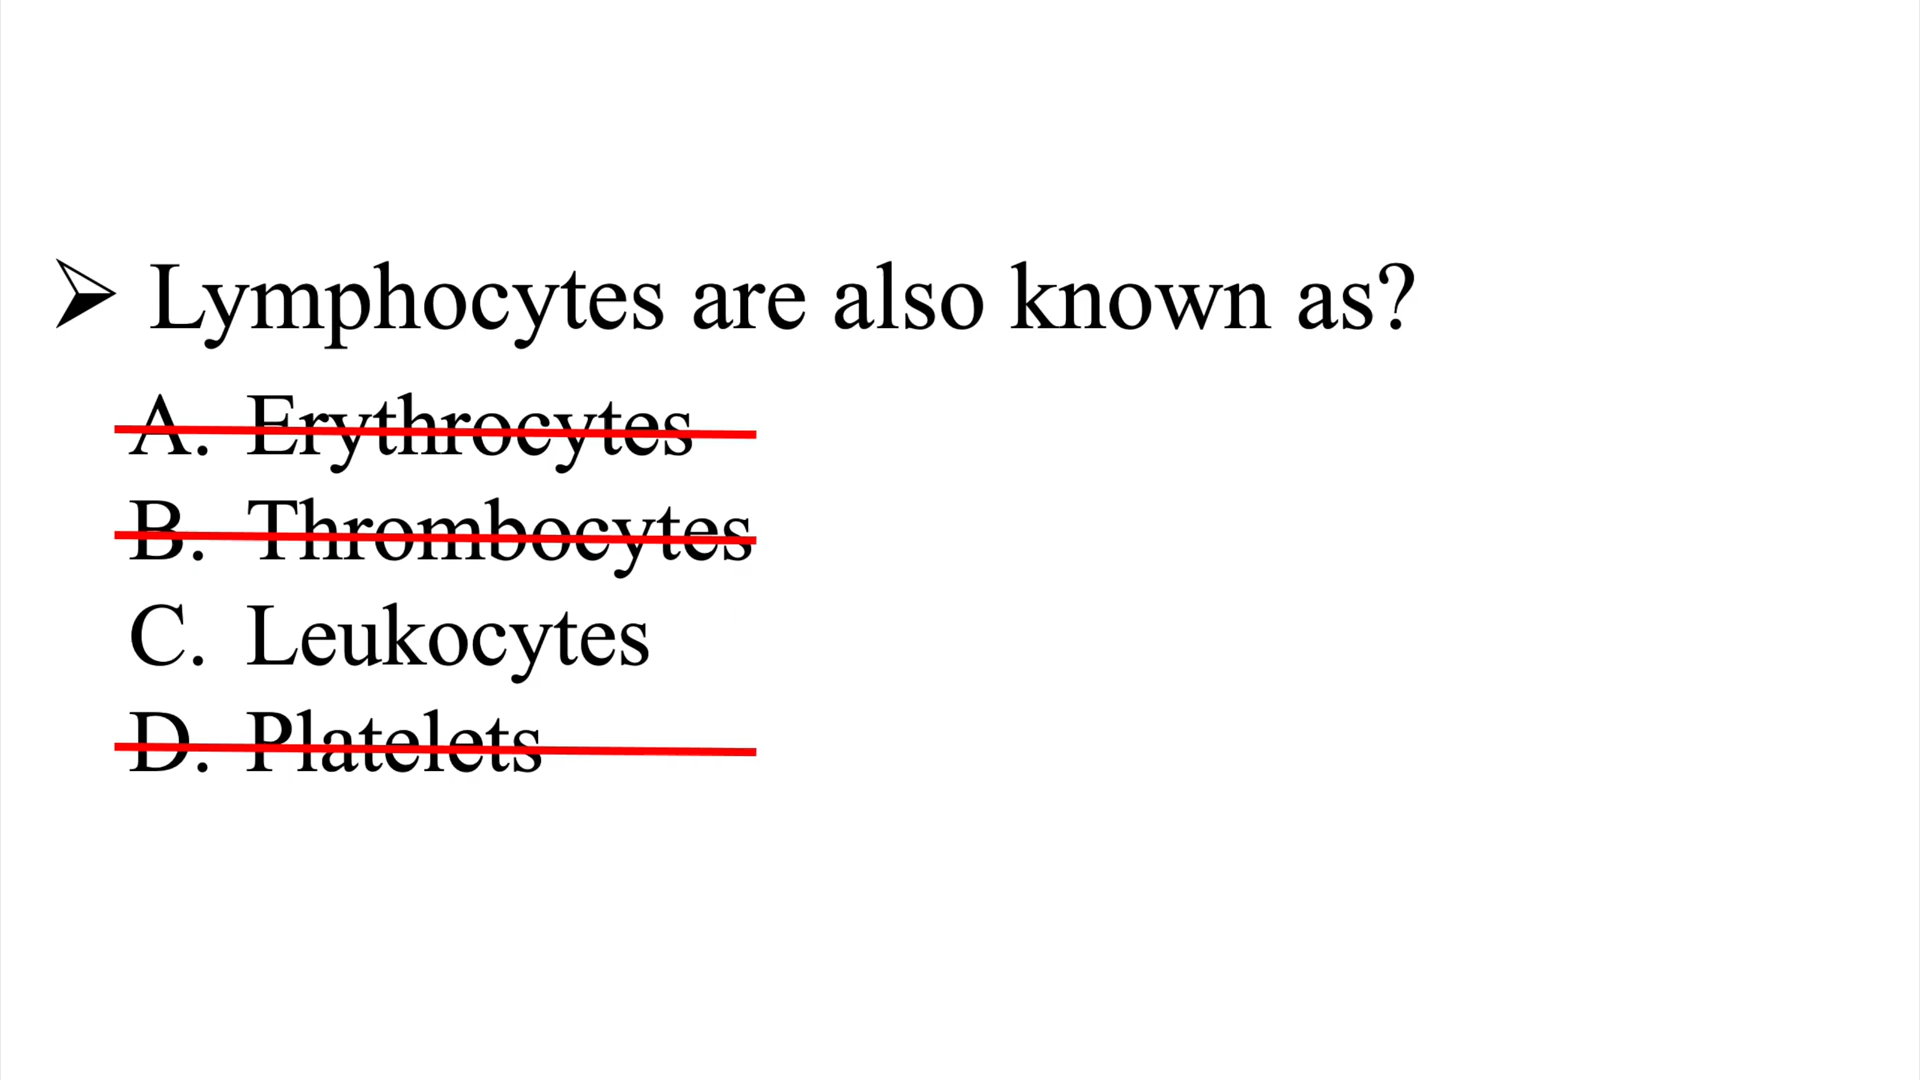 ➢ Lymphocytes are also known as?
A. Erythrocytes
B. Thrombocytes
C. Leukocytes
D. Platelets